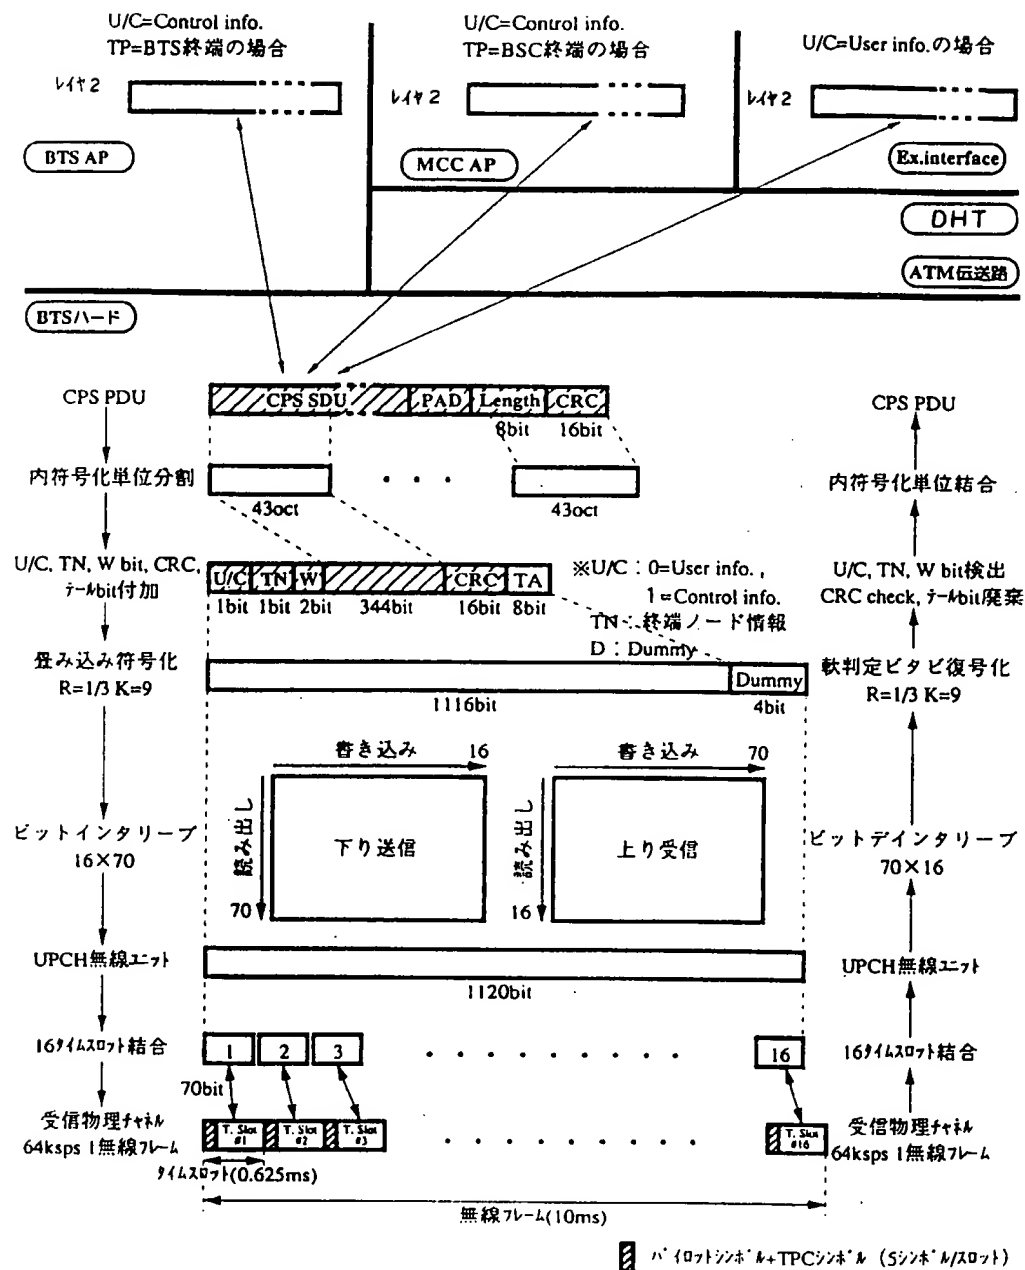 U/C=Control info.
TP=BTS終端の場合
U/C=Control info.
TP=BSC終端の場合
U/C=User info.の場合
レイヤ2
レイヤ2
レイヤ2
BTS AP
MCC AP
Ex.interface
DHT
ATM伝送路
BTSハード
CPS PDU
CPS SDU
PAD
Length
CRC
8bit
16bit
CPS PDU
内符号化単位分割
43oct
・・・
43oct
内符号化単位結合
U/C, TN, W bit, CRC,
テールbit付加
U/C
TN
W
CRC
TA
1bit
1bit
2bit
344bit
16bit
8bit
※U/C：0=User info.,
1=Control info.
TN：終端ノード情報
D：Dummy
U/C, TN, W bit検出
CRC check, テールbit廃棄
畳み込み符号化
R=1/3 K=9
Dummy
1116bit
4bit
軟判定ビタビ復号化
R=1/3 K=9
書き込み
16
書き込み
70
読み出し
下り送信
70
読み出し
上り受信
16
ビットインタリーブ
16×70
ビットデインタリーブ
70×16
UPCH無線ユニット
1120bit
UPCH無線ユニット
16タイムスロット結合
1
2
3
・・・・・・・・・・
16
16タイムスロット結合
70bit
受信物理チャネル
64ksps 1無線フレーム
T. Slot
#1
T. Slot
#2
T. Slot
#3
・・・・・・・・・・
T. Slot
#16
受信物理チャネル
64ksps 1無線フレーム
タイムスロット(0.625ms)
無線フレーム(10ms)
パイロットシンボル+TPCシンボル（5シンボル/スロット）